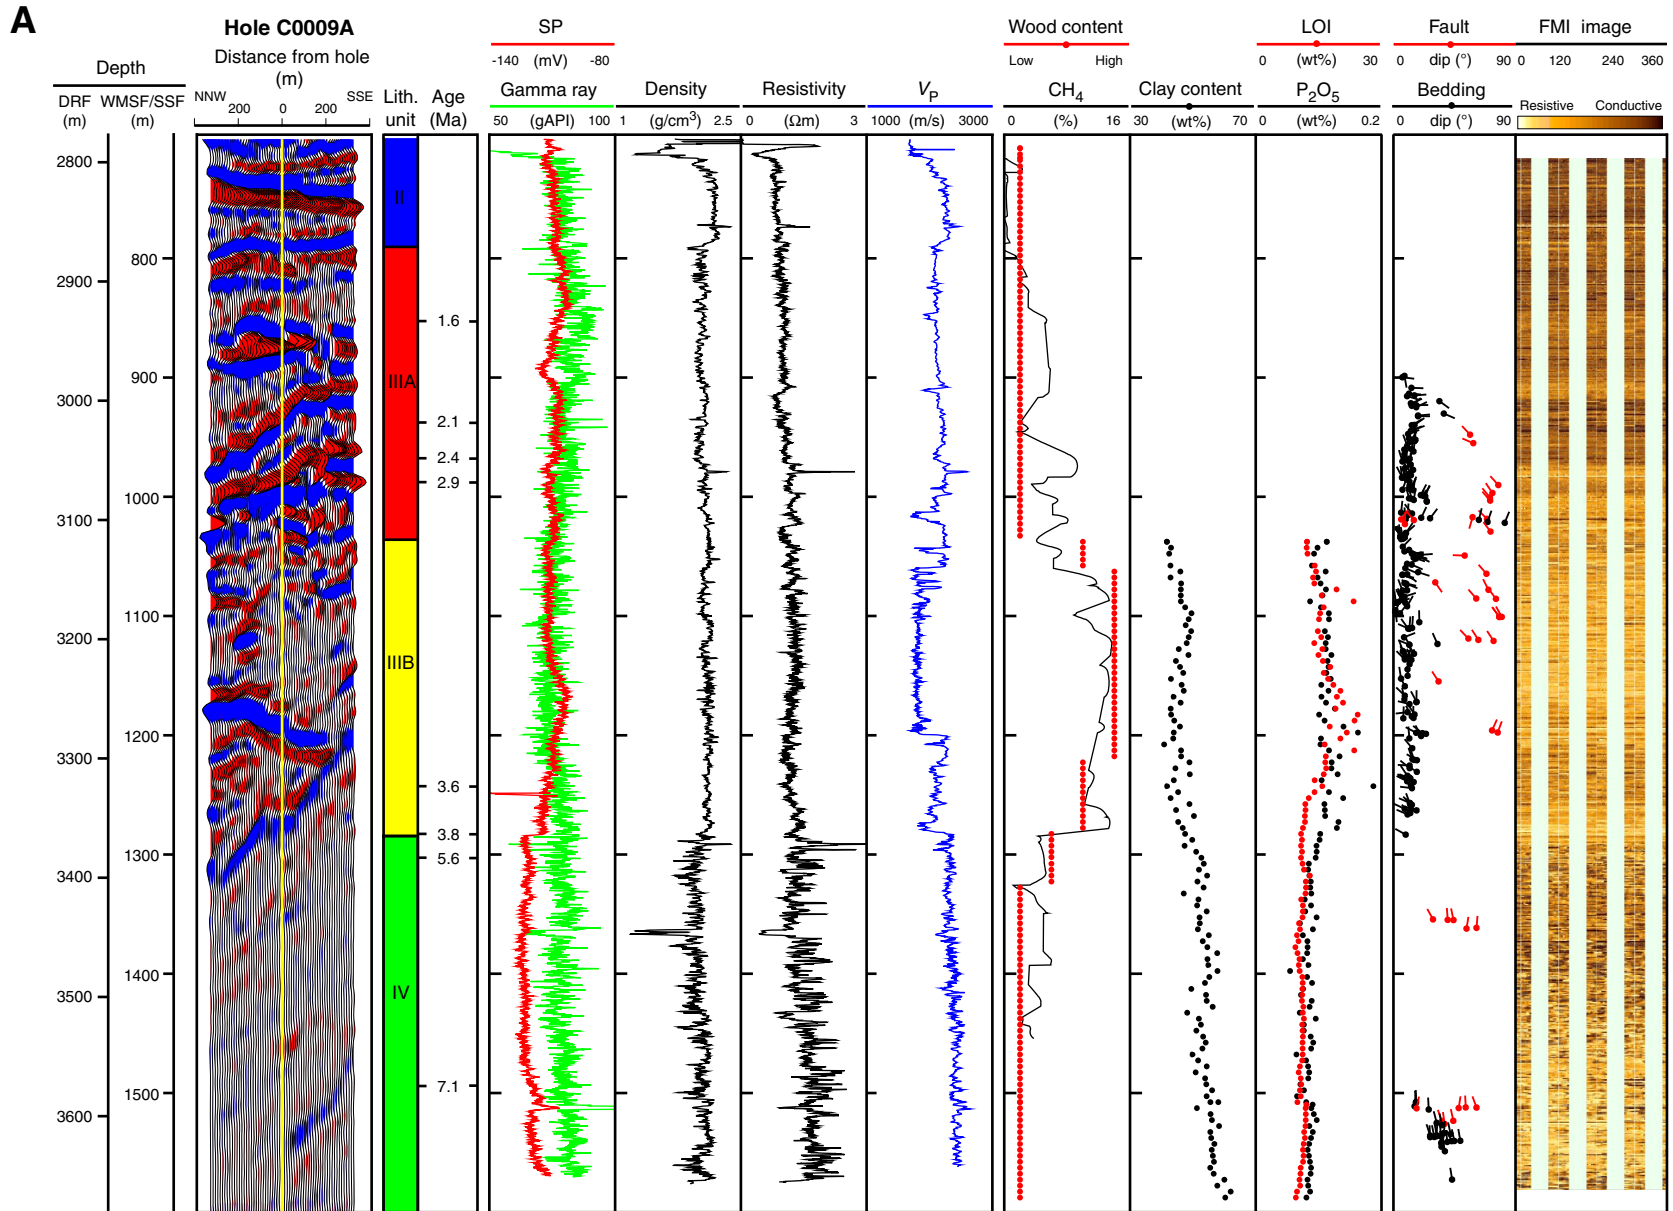 A
Hole C0009A
Distance from hole
(m)
NNW SSE
200 0 200
Depth
DRF WMSF/SSF
(m) (m)
Lith.
unit
Age
(Ma)
SP
-140 (mV) -80
Gamma ray
50 (gAPI) 100
Density
1 (g/cm³) 2.5
Resistivity
0 (Ωm) 3
VP
1000 (m/s) 3000
Wood content
Low High
CH4
0 (%) 16
Clay content
30 (wt%) 70
LOI
0 (wt%) 30
P2O5
0 (wt%) 0.2
Fault
0 dip (°) 90
Bedding
0 dip (°) 90
FMI image
0 120 240 360
Resistive Conductive
2800
2900
3000
3100
3200
3300
3400
3500
3600
800
900
1000
1100
1200
1300
1400
1500
II
IIIA
IIIB
IV
1.6
2.1
2.4
2.9
3.6
3.8
5.6
7.1